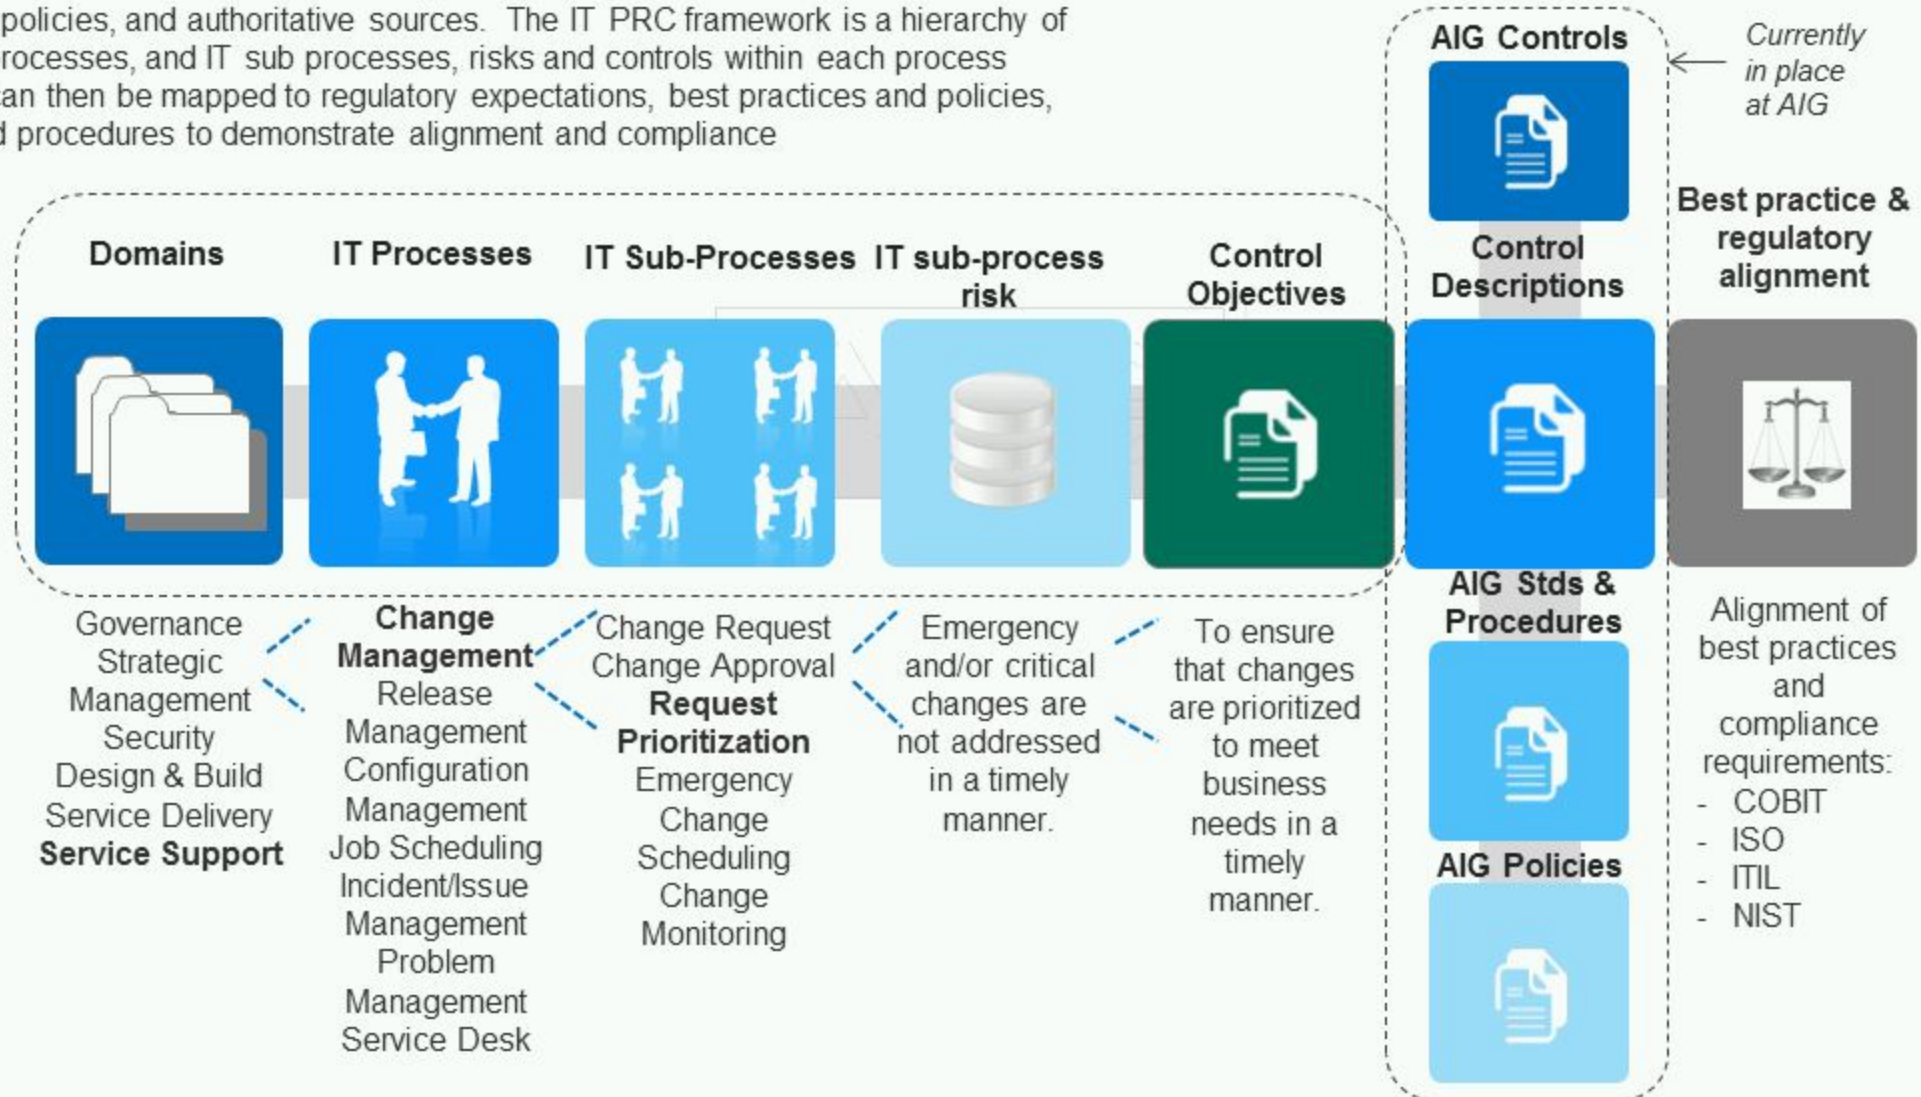 policies, and authoritative sources. The IT PRC framework is a hierarchy of
rocesses, and IT sub processes, risks and controls within each process
an then be mapped to regulatory expectations, best practices and policies,
procedures to demonstrate alignment and compliance
AIG Controls
Currently
in place
at AIG
Domains
IT Processes
IT Sub-Processes
IT sub-process
risk
Control
Objectives
Control
Descriptions
Best practice &
regulatory
alignment
Governance
Strategic
Management
Security
Design & Build
Service Delivery
Service Support
Change
Management
Release
Management
Configuration
Management
Job Scheduling
Incident/Issue
Management
Problem
Management
Service Desk
Change Request
Change Approval
Request
Prioritization
Emergency
Change
Scheduling
Change
Monitoring
Emergency
and/or critical
changes are
not addressed
in a timely
manner.
To ensure
that changes
are prioritized
to meet
business
needs in a
timely
manner.
AIG Stds &
Procedures
AIG Policies
Alignment of
best practices
and
compliance
requirements:
- COBIT
- ISO
- ITIL
- NIST